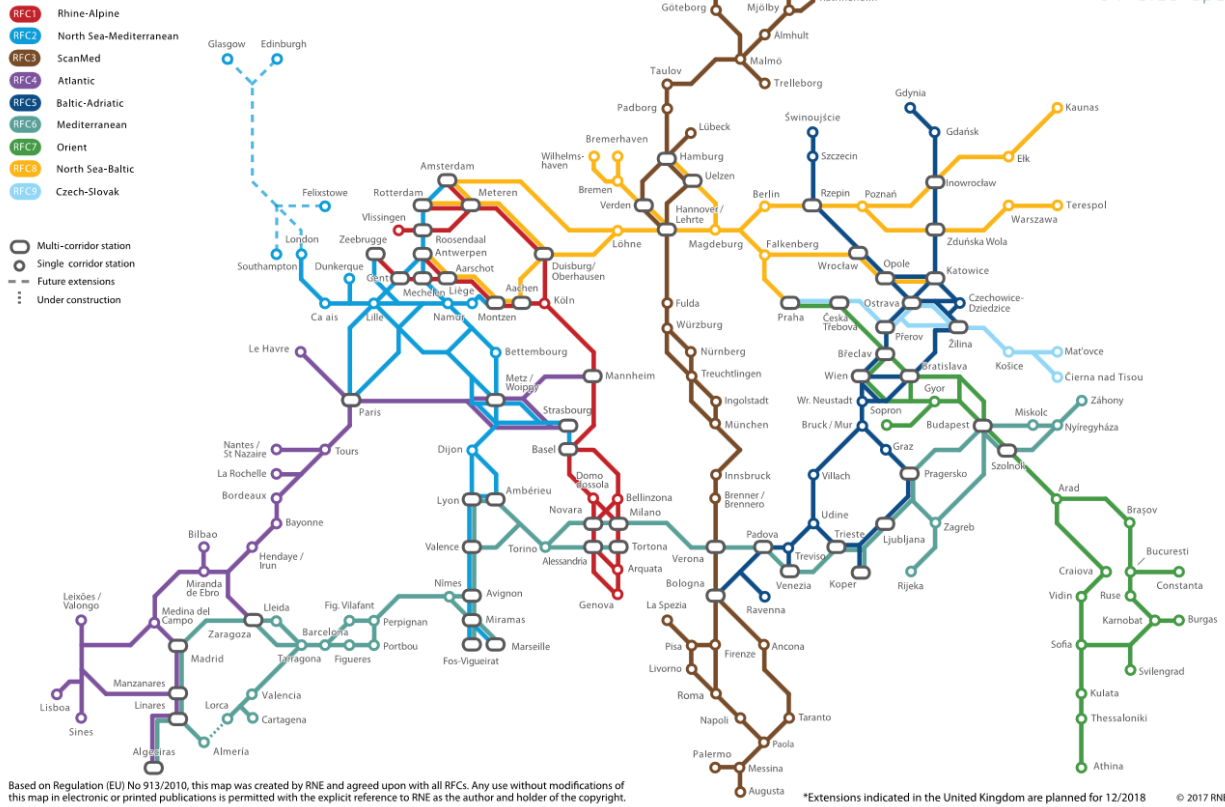 RFC1 Rhine-Alpine
RFC2 North Sea-Mediterranean
RFC3 ScanMed
RFC4 Atlantic
RFC5 Baltic-Adriatic
RFC6 Mediterranean
RFC7 Orient
RFC8 North Sea-Baltic
RFC9 Czech-Slovak
Multi-corridor station
Single corridor station
Future extensions
Under construction
Göteborg
Mjölby
Älmhult
Malmö
Taulov
Trelleborg
Padborg
Lübeck
Hamburg
Uelzen
Bremerhaven
Wilhelms-
haven
Bremen
Verden
Hannover /
Lehrte
Magdeburg
Berlin
Świnoujście
Szczecin
Rzepin
Poznań
Gdynia
Gdańsk
Kaunas
Ełk
Inowrocław
Terespol
Warszawa
Zduńska Wola
Falkenberg
Wrocław
Opole
Katowice
Czechowice-
Dziedzice
Glasgow
Edinburgh
Felixstowe
London
Southampton
Dunkerque
Ca ais
Lille
Amsterdam
Rotterdam
Meteren
Vlissingen
Roosendaal
Zeebrugge
Antwerpen
Gent
Aarschot
Mechelen
Liège
Aachen
Montzen
Namur
Duisburg/
Oberhausen
Köln
Löhne
Bettembourg
Metz /
Woippy
Mannheim
Strasbourg
Basel
Le Havre
Paris
Nantes /
St Nazaire
Tours
La Rochelle
Bordeaux
Bayonne
Bilbao
Hendaye /
Irun
Miranda
de Ebro
Leixões /
Valongo
Medina del
Campo
Zaragoza
Lleida
Madrid
Manzanares
Linares
Lisboa
Sines
Algeciras
Almería
Lorca
Cartagena
Valencia
Tarragona
Barcelona
Fig. Vilafant
Figueres
Perpignan
Portbou
Dijon
Lyon
Ambérieu
Valence
Nîmes
Avignon
Miramas
Marseille
Fos-Vigueirat
Torino
Domo
Dossola
Bellinzona
Novara
Milano
Alessandria
Tortona
Arquata
Genova
Fulda
Würzburg
Nürnberg
Treuchtlingen
Ingolstadt
München
Innsbruck
Brenner /
Brennero
Verona
Bologna
Padova
Treviso
Venezia
Ravenna
La Spezia
Pisa
Livorno
Firenze
Ancona
Roma
Napoli
Taranto
Paola
Palermo
Messina
Augusta
Praha
Česká
Třebova
Ostrava
Přerov
Žilina
Břeclav
Košice
Mat'ovce
Čierna nad Tisou
Wien
Bratislava
Wr. Neustadt
Sopron
Gyor
Budapest
Bruck / Mur
Graz
Villach
Udine
Trieste
Koper
Ljubljana
Pragersko
Zagreb
Rijeka
Miskolc
Záhony
Nyíregyháza
Szolnok
Arad
Brașov
Bucuresti
Constanta
Craiova
Vidin
Ruse
Karnobat
Burgas
Sofia
Svilengrad
Kulata
Thessaloniki
Athina
Based on Regulation (EU) No 913/2010, this map was created by RNE and agreed upon with all RFCs. Any use without modifications of
this map in electronic or printed publications is permitted with the explicit reference to RNE as the author and holder of the copyright.
*Extensions indicated in the United Kingdom are planned for 12/2018
© 2017 RNE